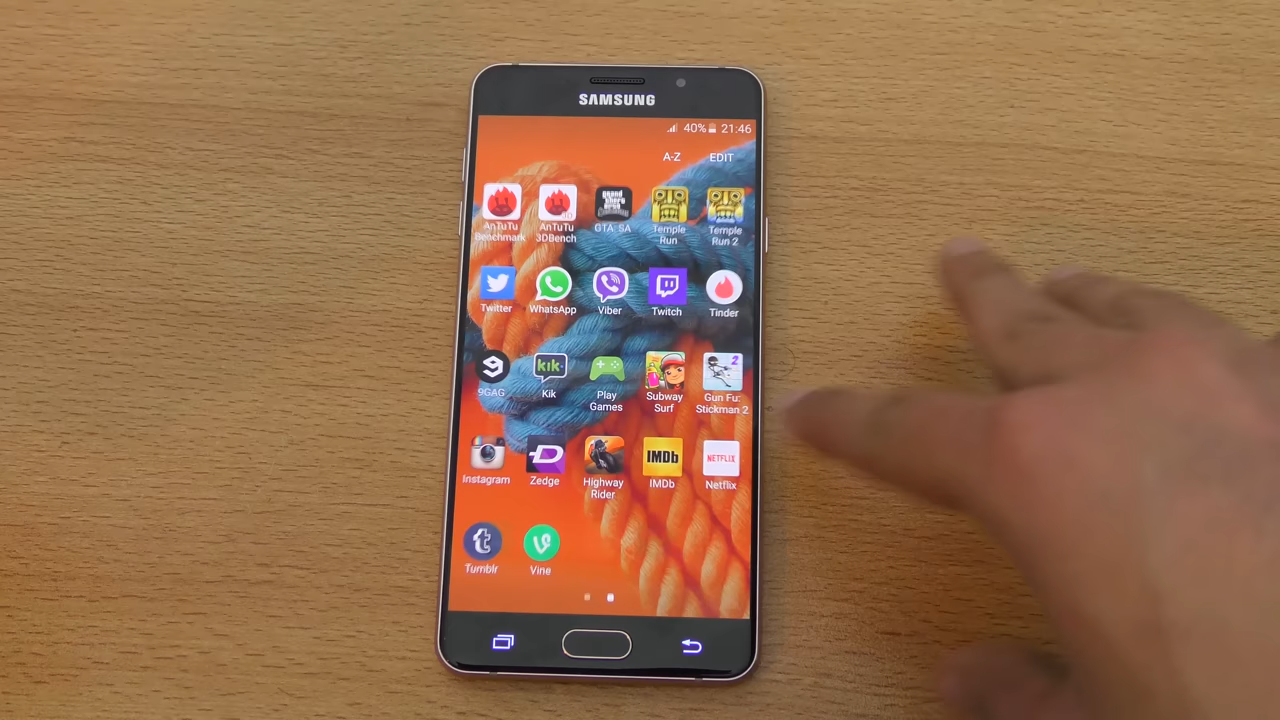 SAMSUNG
40% 21:46
A-Z EDIT
AnTuTu Benchmark
AnTuTu 3DBench
GTA SA
Temple Run
Temple Run 2
Twitter
WhatsApp
Viber
Twitch
Tinder
9GAG
kik
Kik
Play Games
Subway Surf
2
Gun Fu: Stickman 2
Instagram
Zedge
Highway Rider
IMDb
IMDb
NETFLIX
Netflix
Tumblr
Vine